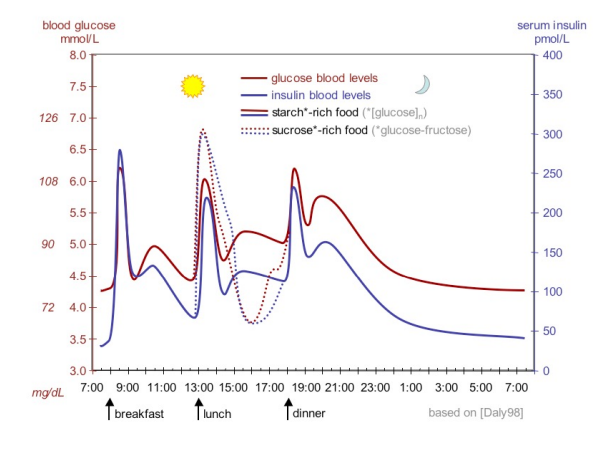 blood glucose
mmol/L
serum insulin
pmol/L
8.0
7.5
7.0
6.5
6.0
5.5
5.0
4.5
4.0
3.5
3.0
126
108
90
72
mg/dL
400
350
300
250
200
150
100
50
0
glucose blood levels
insulin blood levels
starch*-rich food (*[glucose]n)
sucrose*-rich food (*glucose-fructose)
7:00 9:00 11:00 13:00 15:00 17:00 19:00 21:00 23:00 1:00 3:00 5:00 7:00
breakfast
lunch
dinner
based on [Daly98]